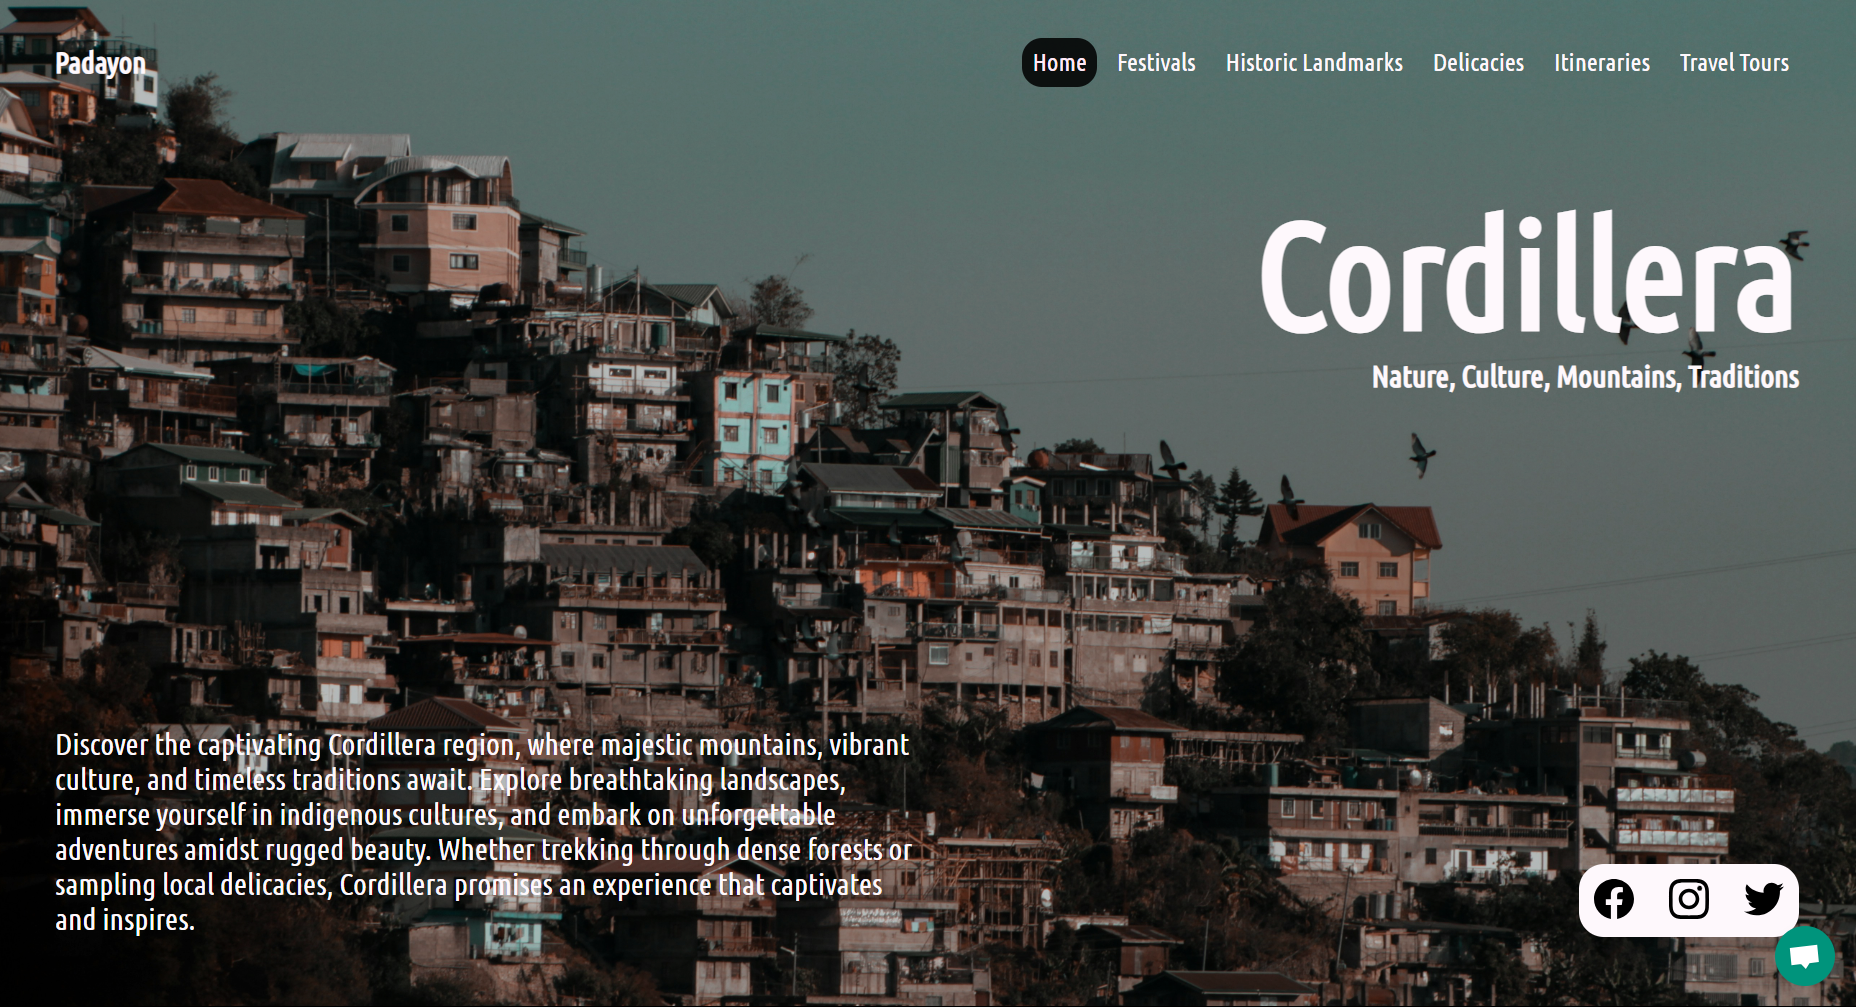 Padayon
Home Festivals Historic Landmarks Delicacies Itineraries Travel Tours
Cordillera
Nature, Culture, Mountains, Traditions
Discover the captivating Cordillera region, where majestic mountains, vibrant
culture, and timeless traditions await. Explore breathtaking landscapes,
immerse yourself in indigenous cultures, and embark on unforgettable
adventures amidst rugged beauty. Whether trekking through dense forests or
sampling local delicacies, Cordillera promises an experience that captivates
and inspires.